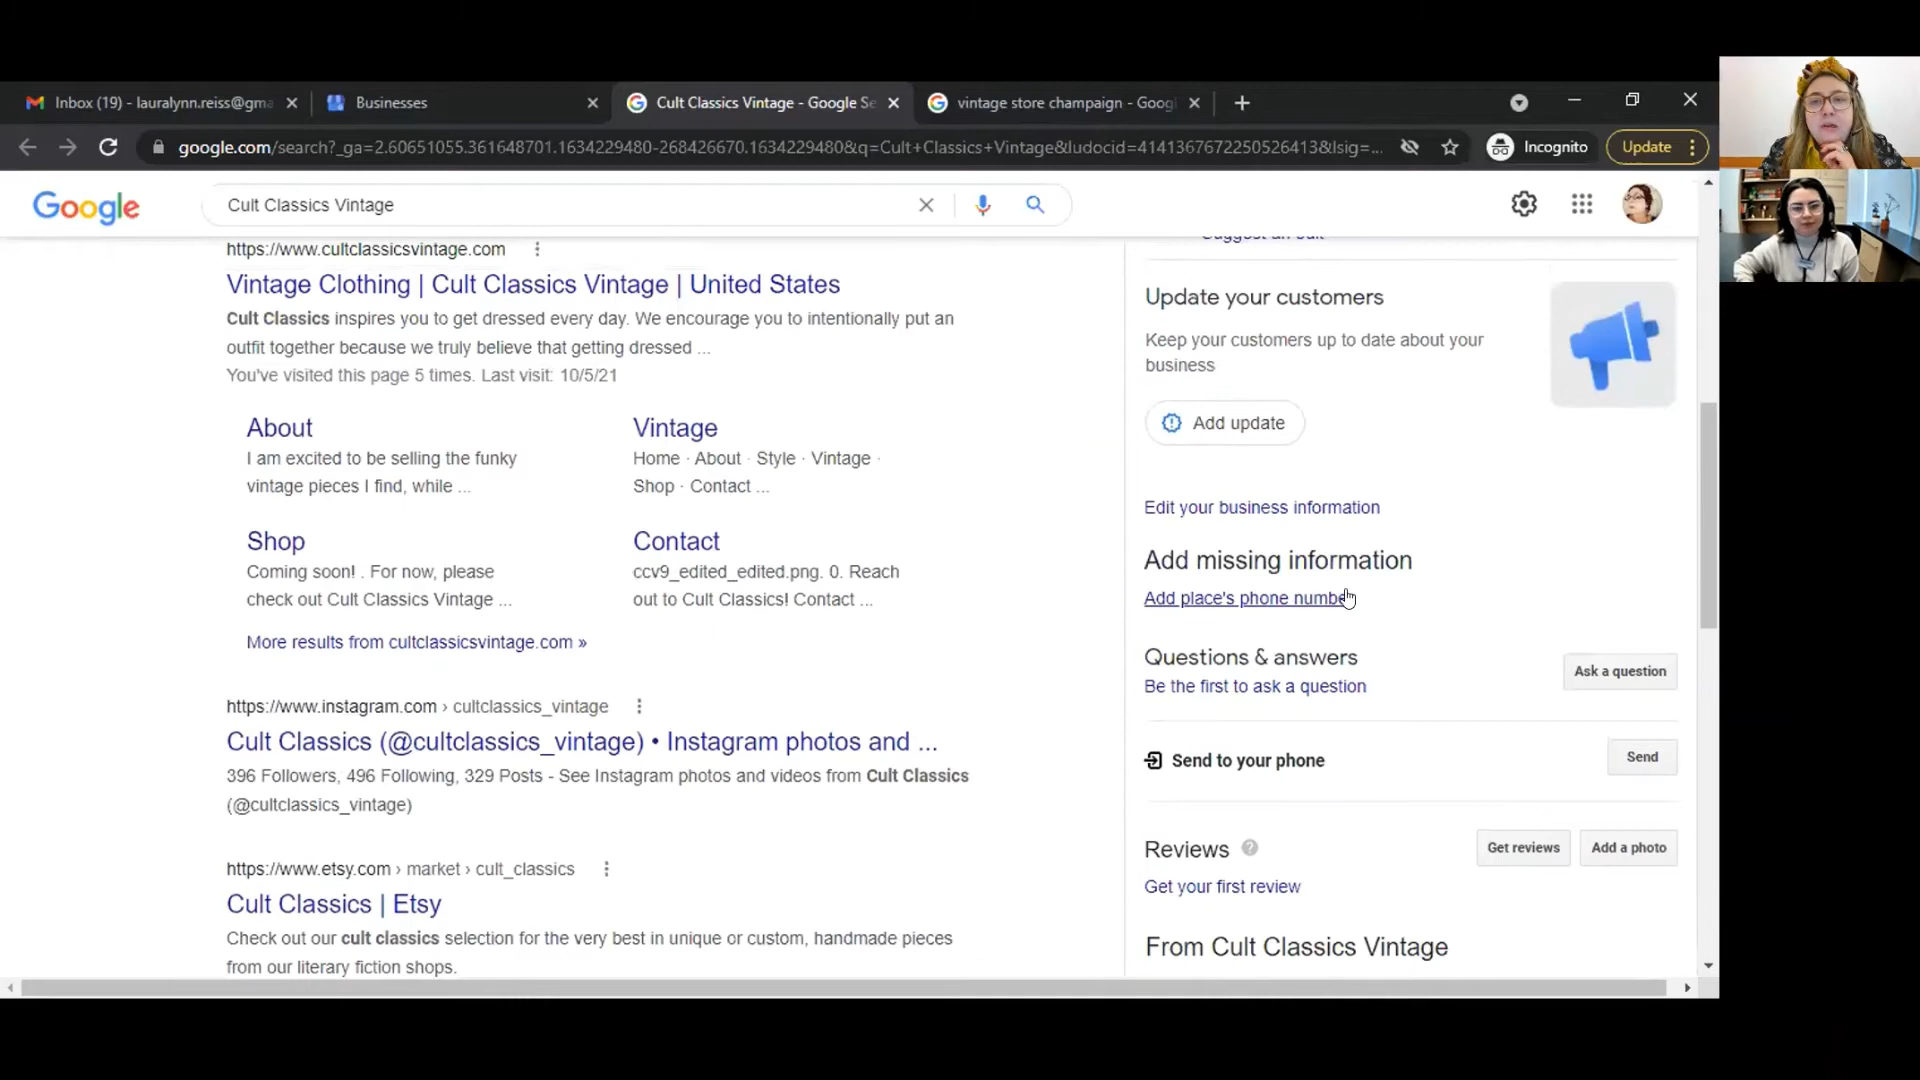 Inbox (19) - lauralynn.reiss@gma
Businesses
Cult Classics Vintage - Google Se
vintage store champaign - Goog
google.com/search?_ga=2.60651055.361648701.1634229480-268426670.1634229480&q=Cult+Classics+Vintage&ludocid=4141367672250526413&lsig=...
Incognito
Update
Google
Cult Classics Vintage
https://www.cultclassicsvintage.com
Vintage Clothing | Cult Classics Vintage | United States
Cult Classics inspires you to get dressed every day. We encourage you to intentionally put an
outfit together because we truly believe that getting dressed ...
You've visited this page 5 times. Last visit: 10/5/21
About
I am excited to be selling the funky
vintage pieces I find, while ...
Vintage
Home · About · Style · Vintage ·
Shop · Contact ...
Shop
Coming soon! . For now, please
check out Cult Classics Vintage ...
Contact
ccv9_edited_edited.png. 0. Reach
out to Cult Classics! Contact ...
More results from cultclassicsvintage.com »
https://www.instagram.com › cultclassics_vintage
Cult Classics (@cultclassics_vintage) • Instagram photos and ...
396 Followers, 496 Following, 329 Posts - See Instagram photos and videos from Cult Classics
(@cultclassics_vintage)
https://www.etsy.com › market › cult_classics
Cult Classics | Etsy
Check out our cult classics selection for the very best in unique or custom, handmade pieces
from our literary fiction shops.
Update your customers
Keep your customers up to date about your
business
Add update
Edit your business information
Add missing information
Add place's phone number
Questions & answers
Be the first to ask a question
Ask a question
Send to your phone
Send
Reviews
Get reviews
Add a photo
Get your first review
From Cult Classics Vintage